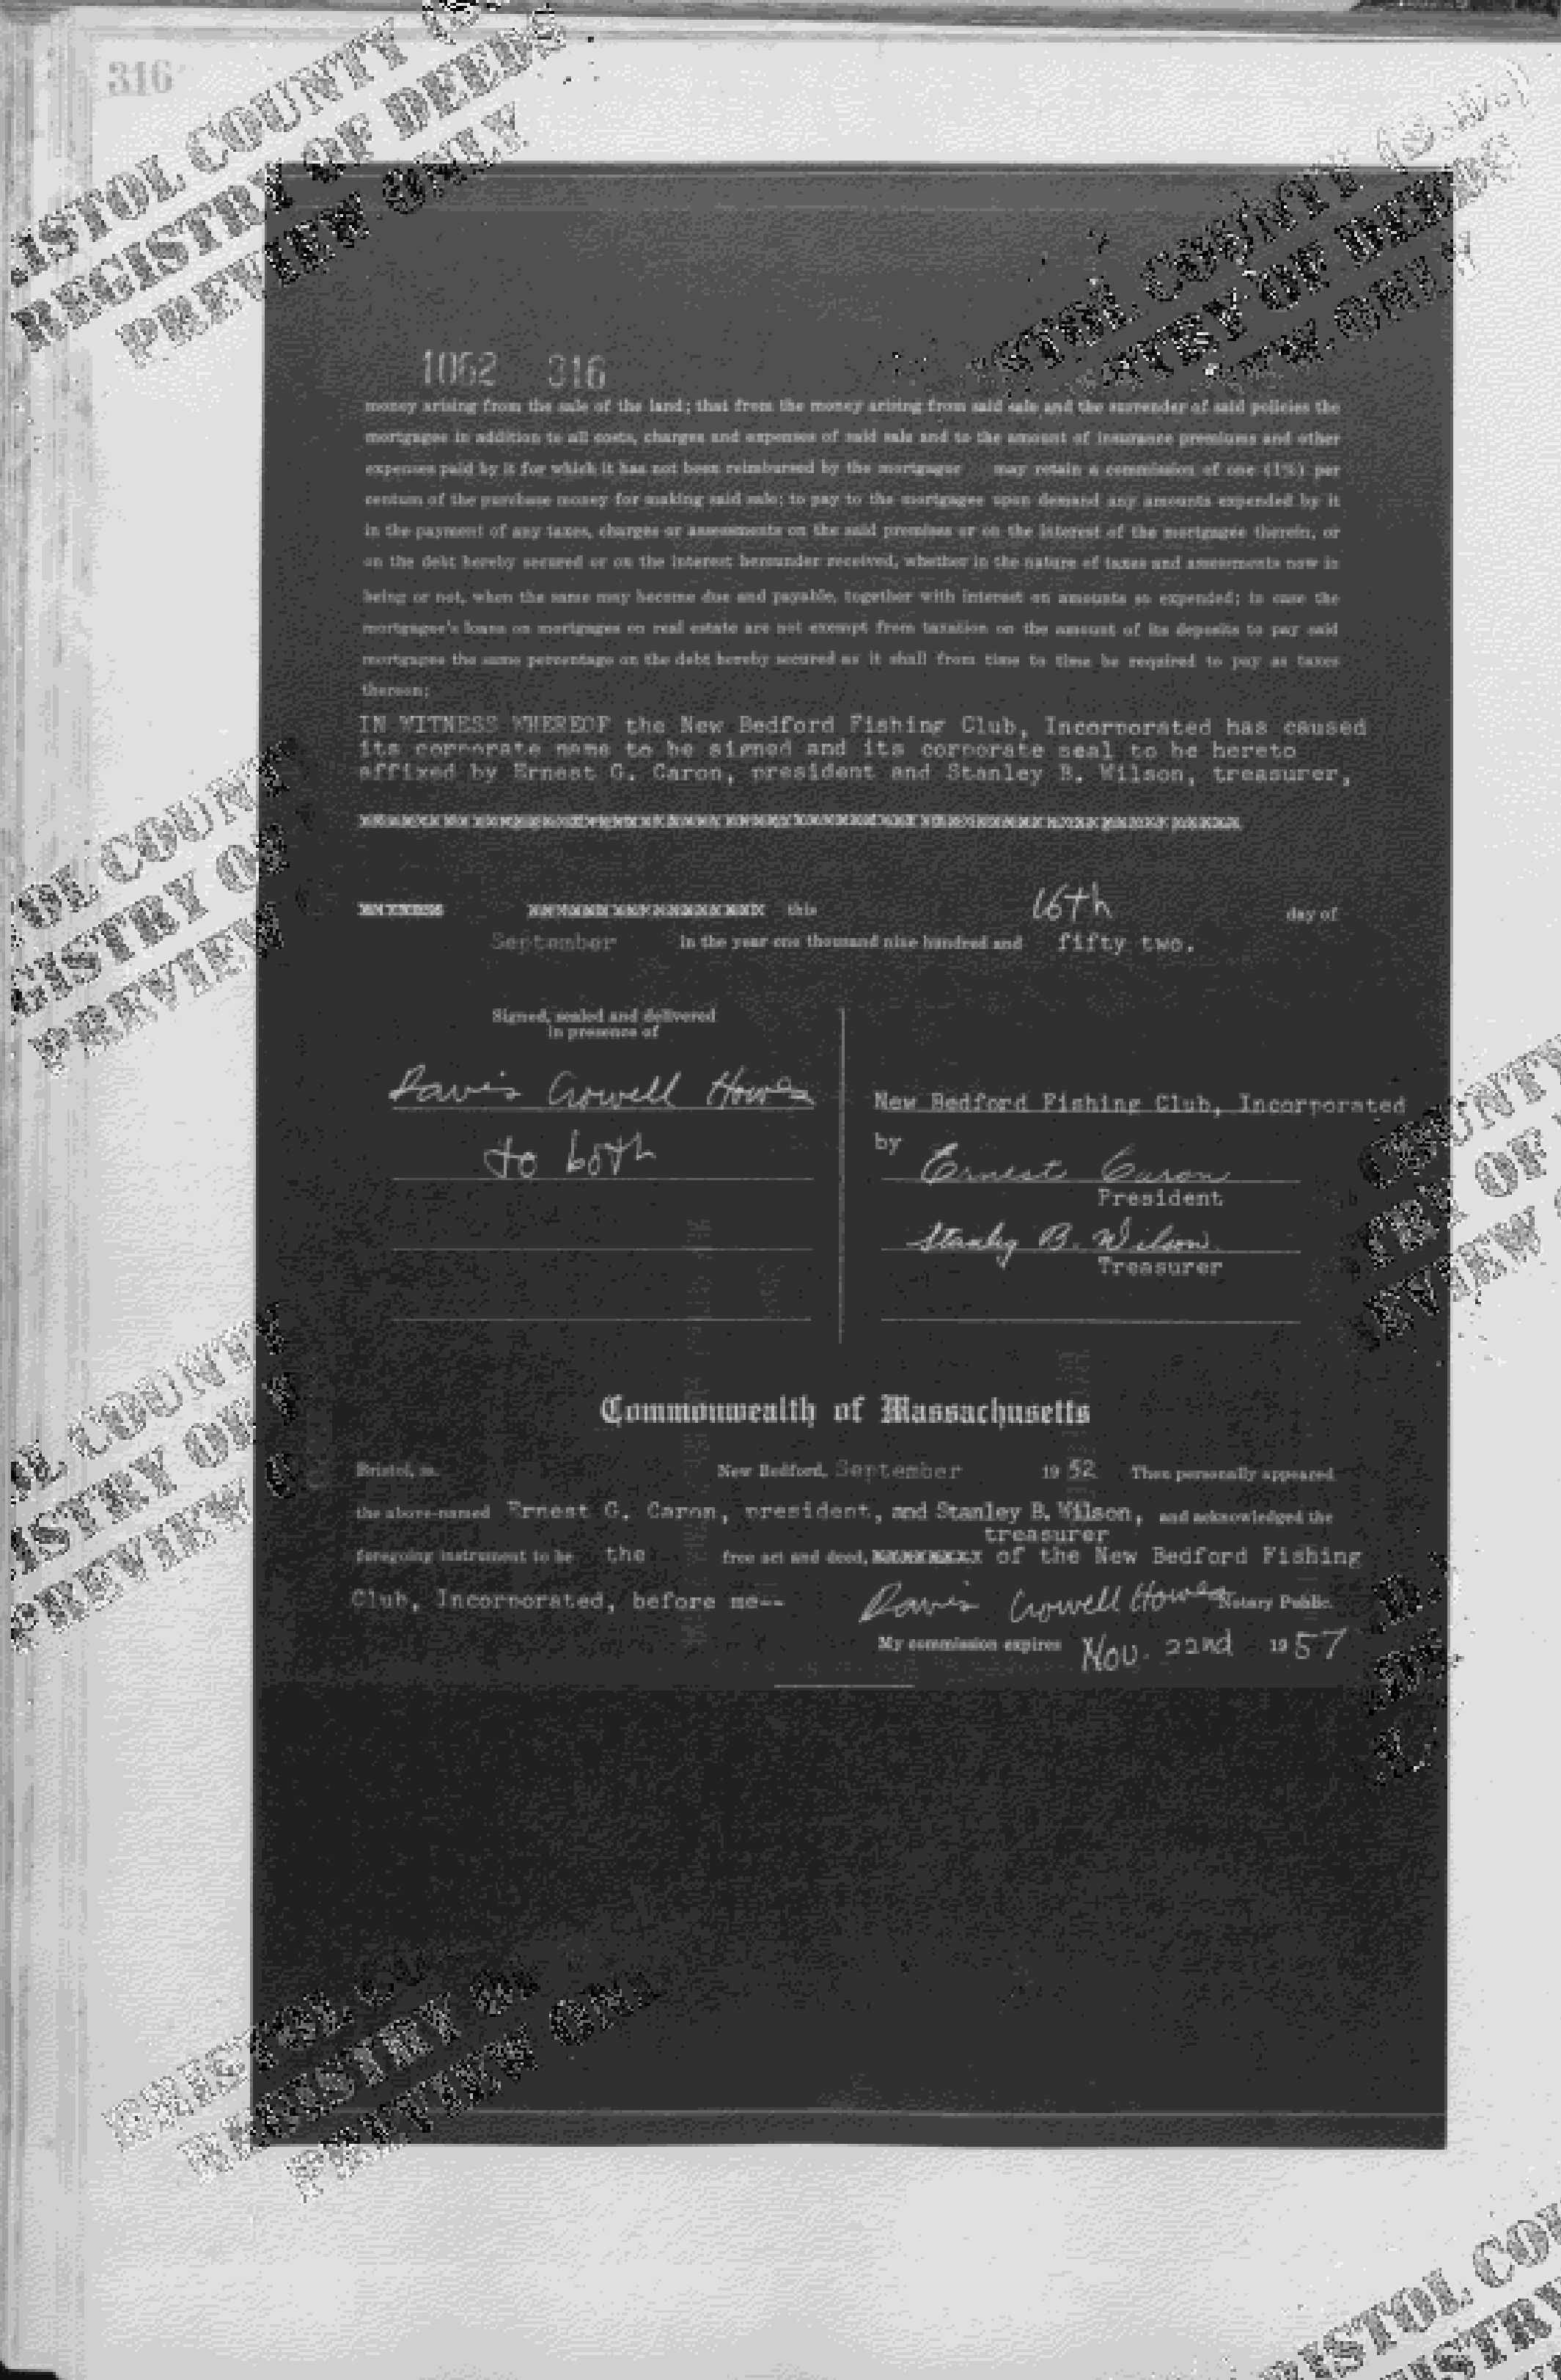 316
BRISTOL COUNTY (S.
REGISTRY OF DEEDS
PREVIEW ONLY
1062 316
money arising from the sale of the land; that from the money arising from said sale and the surrender of said policies the
mortgagee in addition to all costs, charges and expenses of said sale and to the amount of insurance premiums and other
expenses paid by it for which it has not been reimbursed by the mortgagor may retain a commission of one (1%) per
centum of the purchase money for making said sale; to pay to the mortgagee upon demand any amounts expended by it
in the payment of any taxes, charges or assessments on the said premises or on the interest of the mortgagee therein, or
on the debt hereby secured or on the interest hereunder received, whether in the nature of taxes and assessments now in
being or not, when the same may become due and payable, together with interest on amounts so expended; in case the
mortgagee's loans on mortgages on real estate are not exempt from taxation on the amount of its deposits to pay said
mortgagee the same percentage on the debt hereby secured as it shall from time to time be required to pay as taxes
thereon;
IN WITNESS WHEREOF the New Bedford Fishing Club, Incorporated has caused
its corporate name to be signed and its corporate seal to be hereto
affixed by Ernest G. Caron, president and Stanley B. Wilson, treasurer,
this 16th day of
September in the year one thousand nine hundred and fifty two.
Signed, sealed and delivered
in presence of
Davis Crowell Howes
to both
New Bedford Fishing Club, Incorporated
by Ernest Caron
President
Stanley B. Wilson
Treasurer
Commonwealth of Massachusetts
Bristol, ss. New Bedford, September 19 52 Then personally appeared
the above-named Ernest G. Caron, president, and Stanley B. Wilson, and acknowledged the
treasurer
foregoing instrument to be the free act and deed, of the New Bedford Fishing
Club, Incorporated, before me-- Davis Crowell Howes Notary Public.
My commission expires Nov. 22nd 19 57